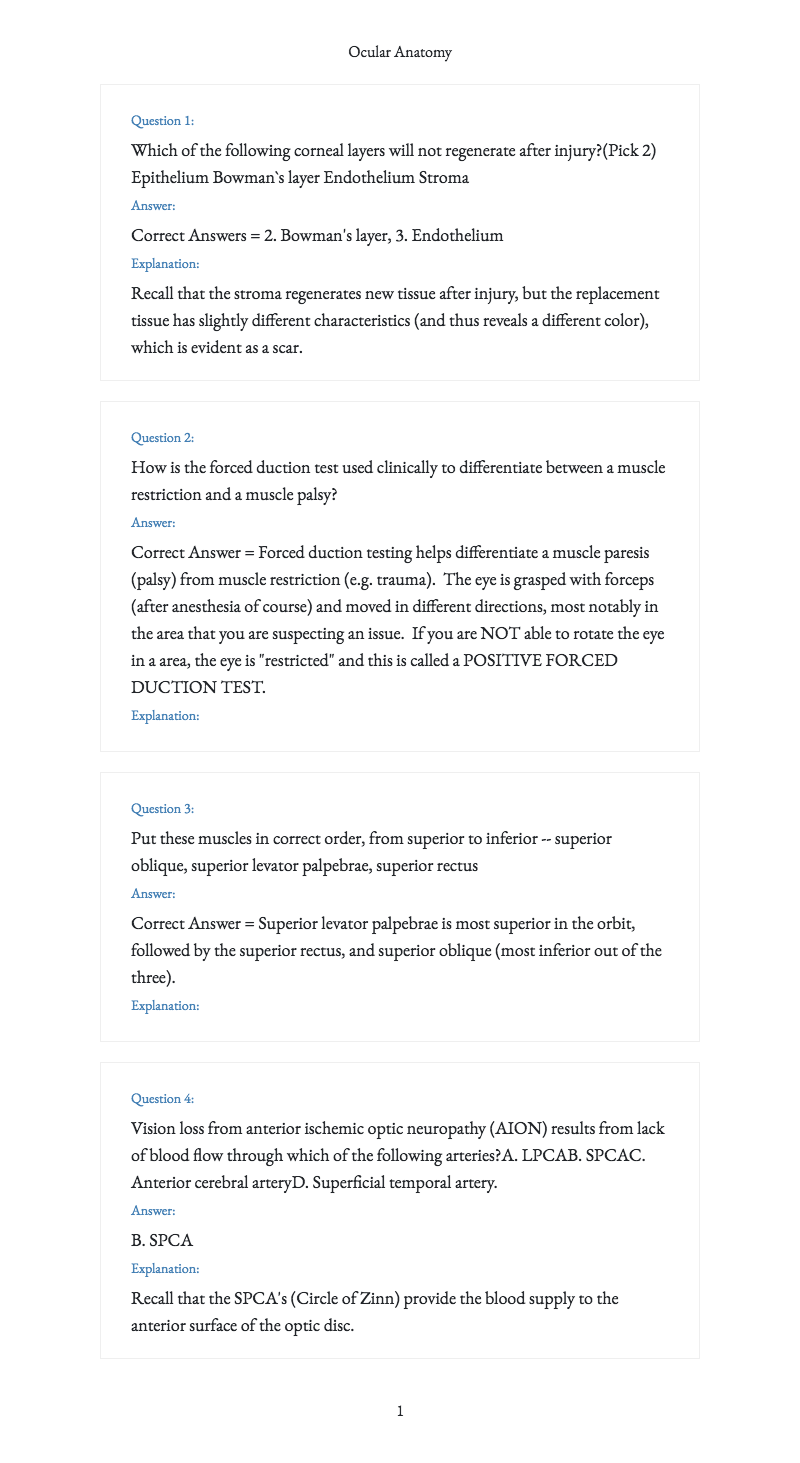 Ocular Anatomy
Question 1:
Which of the following corneal layers will not regenerate after injury?(Pick 2)
Epithelium Bowman`s layer Endothelium Stroma
Answer:
Correct Answers = 2. Bowman's layer, 3. Endothelium
Explanation:
Recall that the stroma regenerates new tissue after injury, but the replacement
tissue has slightly different characteristics (and thus reveals a different color),
which is evident as a scar.
Question 2:
How is the forced duction test used clinically to differentiate between a muscle
restriction and a muscle palsy?
Answer:
Correct Answer = Forced duction testing helps differentiate a muscle paresis
(palsy) from muscle restriction (e.g. trauma).  The eye is grasped with forceps
(after anesthesia of course) and moved in different directions, most notably in
the area that you are suspecting an issue.  If you are NOT able to rotate the eye
in a area, the eye is "restricted" and this is called a POSITIVE FORCED
DUCTION TEST.
Explanation:
Question 3:
Put these muscles in correct order, from superior to inferior -- superior
oblique, superior levator palpebrae, superior rectus
Answer:
Correct Answer = Superior levator palpebrae is most superior in the orbit,
followed by the superior rectus, and superior oblique (most inferior out of the
three).
Explanation:
Question 4:
Vision loss from anterior ischemic optic neuropathy (AION) results from lack
of blood flow through which of the following arteries?A. LPCAB. SPCAC.
Anterior cerebral arteryD. Superficial temporal artery.
Answer:
B. SPCA
Explanation:
Recall that the SPCA's (Circle of Zinn) provide the blood supply to the
anterior surface of the optic disc.
1